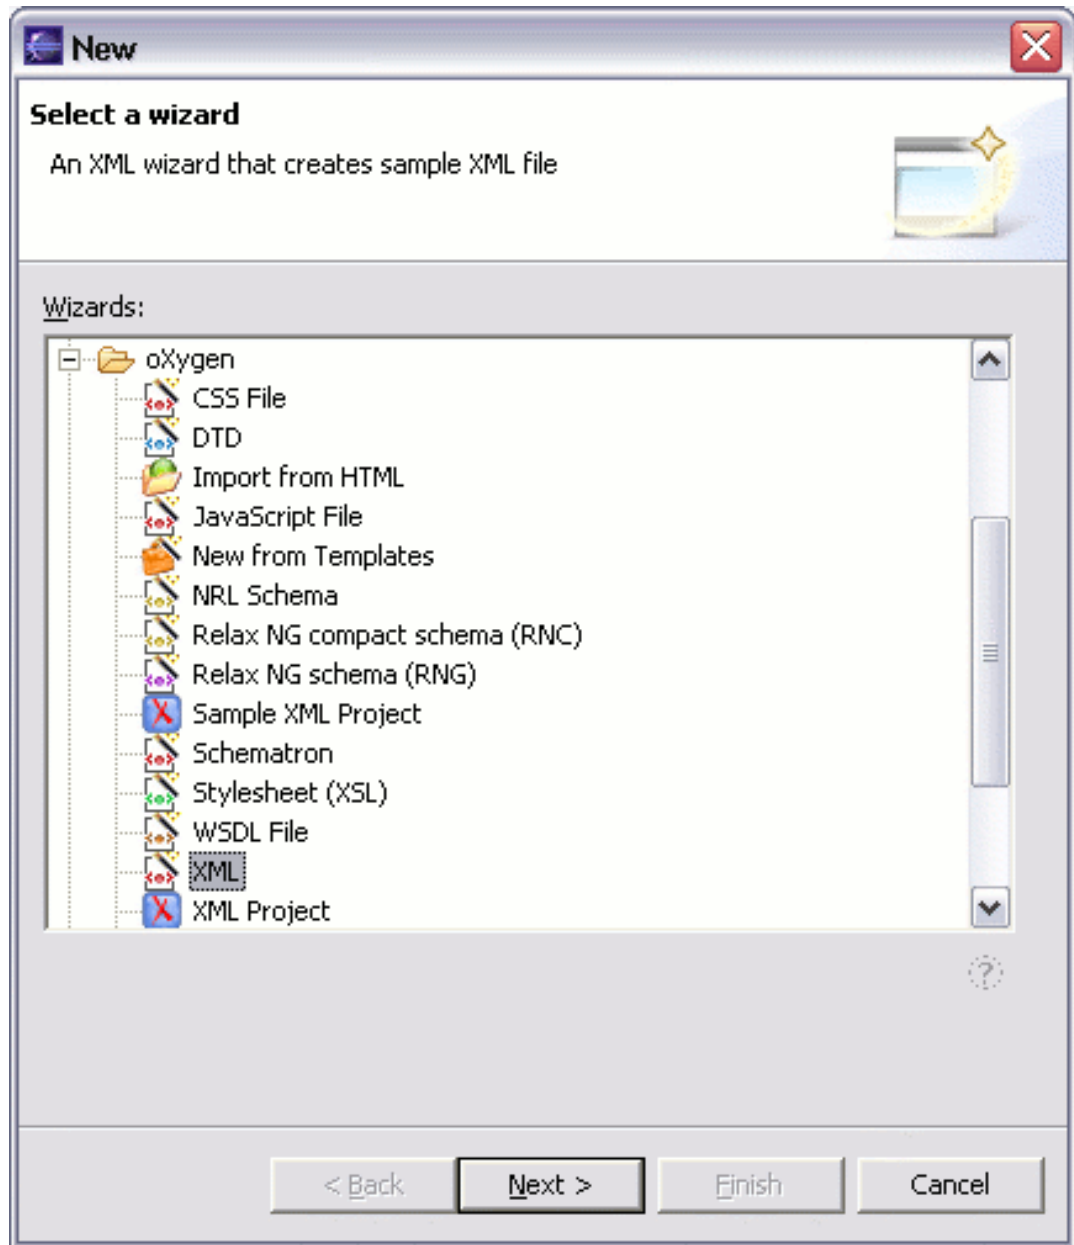 New
Select a wizard
An XML wizard that creates sample XML file
Wizards:
oXygen
CSS File
DTD
Import from HTML
JavaScript File
New from Templates
NRL Schema
Relax NG compact schema (RNC)
Relax NG schema (RNG)
Sample XML Project
Schematron
Stylesheet (XSL)
WSDL File
XML
XML Project
?
< Back Next > Finish Cancel